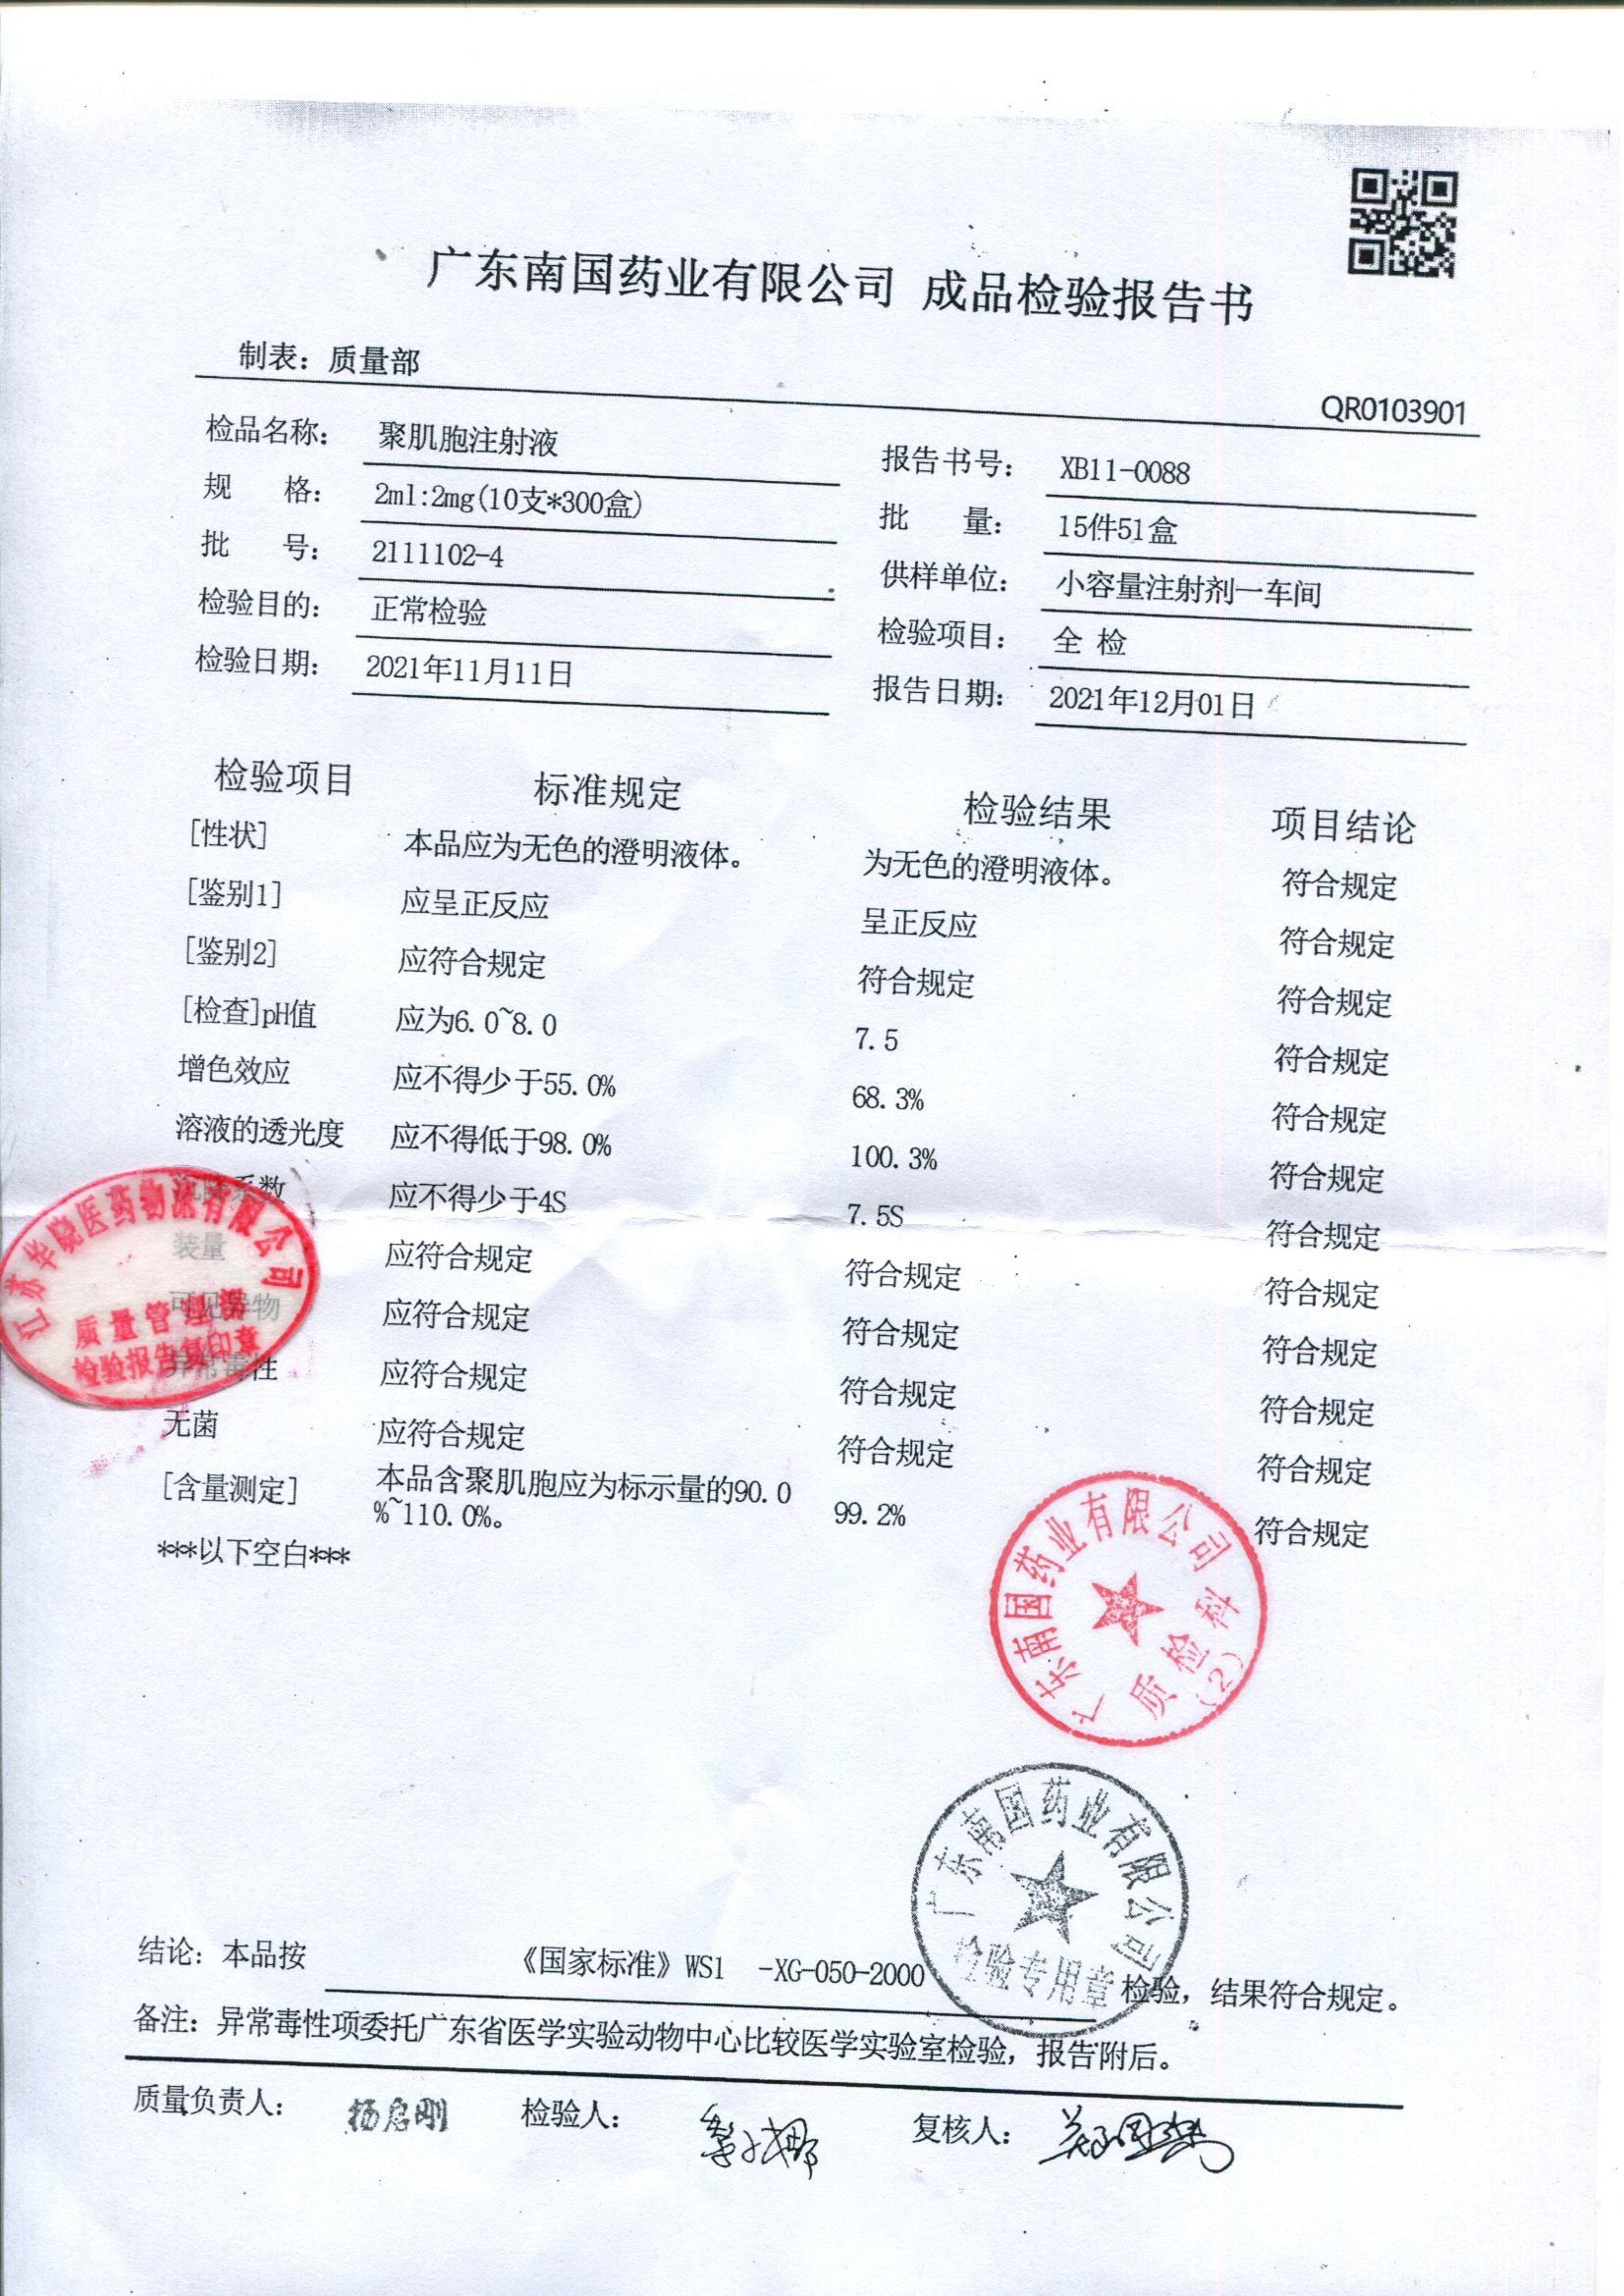 广东南国药业有限公司 成品检验报告书
制表：质量部
QR0103901
检品名称： 聚肌胞注射液 报告书号： XB11-0088
规 格： 2ml:2mg(10支*300盒) 批 量： 15件51盒
批 号： 2111102-4 供样单位： 小容量注射剂一车间
检验目的： 正常检验 检验项目： 全 检
检验日期： 2021年11月11日 报告日期： 2021年12月01日
检验项目 标准规定 检验结果 项目结论
[性状] 本品应为无色的澄明液体。 为无色的澄明液体。 符合规定
[鉴别1] 应呈正反应 呈正反应 符合规定
[鉴别2] 应符合规定 符合规定 符合规定
[检查]pH值 应为6.0~8.0 7.5 符合规定
增色效应 应不得少于55.0% 68.3% 符合规定
溶液的透光度 应不得低于98.0% 100.3% 符合规定
沉降系数 应不得少于4S 7.5S 符合规定
装量 应符合规定 符合规定 符合规定
可见异物 应符合规定 符合规定 符合规定
异常毒性 应符合规定 符合规定 符合规定
无菌 应符合规定 符合规定 符合规定
[含量测定] 本品含聚肌胞应为标示量的90.0
%~110.0%。 99.2% 符合规定
***以下空白***
江苏华晓医药物流有限公司
质量管理部
检验报告复印章
广东南国药业有限公司
质检科
(2)
广东南国药业有限公司
检验专用章
结论：本品按 《国家标准》WS1 -XG-050-2000 检验，结果符合规定。
备注：异常毒性项委托广东省医学实验动物中心比较医学实验室检验，报告附后。
质量负责人： 杨启刚 检验人： 复核人：